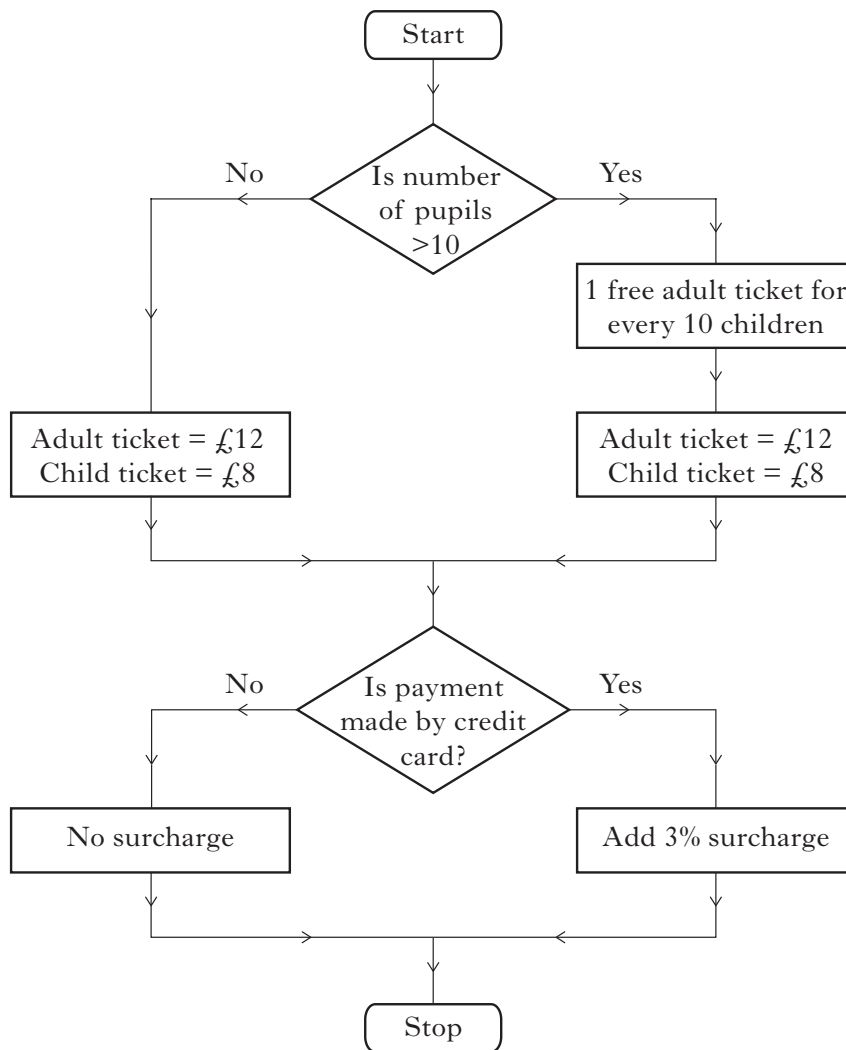 Start
No
Yes
Is number
of pupils
>10
1 free adult ticket for
every 10 children
Adult ticket = £12
Child ticket = £8
Adult ticket = £12
Child ticket = £8
No
Yes
Is payment
made by credit
card?
No surcharge
Add 3% surcharge
Stop